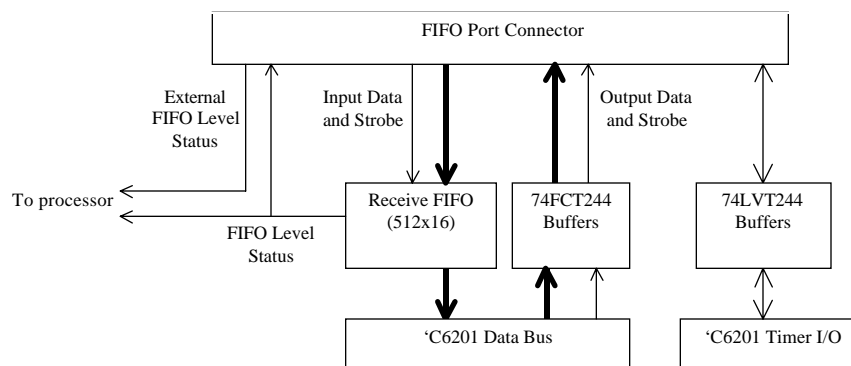 FIFO Port Connector
External
FIFO Level
Status
Input Data
and Strobe
Output Data
and Strobe
To processor
Receive FIFO
(512x16)
74FCT244
Buffers
74LVT244
Buffers
FIFO Level
Status
‘C6201 Data Bus
‘C6201 Timer I/O